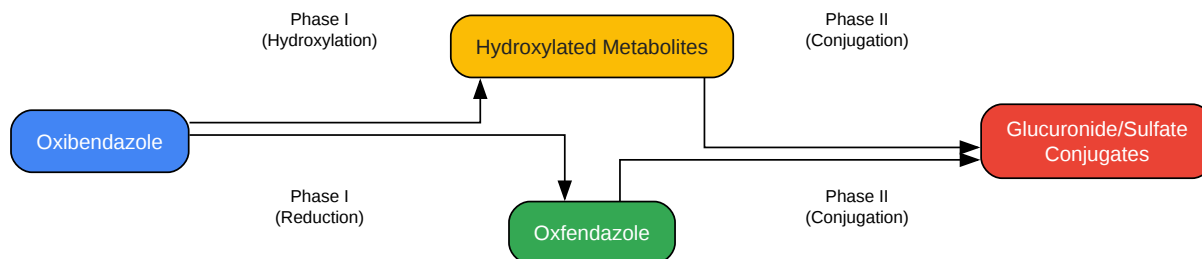 Phase I
(Hydroxylation)
Hydroxylated Metabolites
Phase II
(Conjugation)
Oxibendazole
Glucuronide/Sulfate
Conjugates
Phase I
(Reduction)
Oxfendazole
Phase II
(Conjugation)